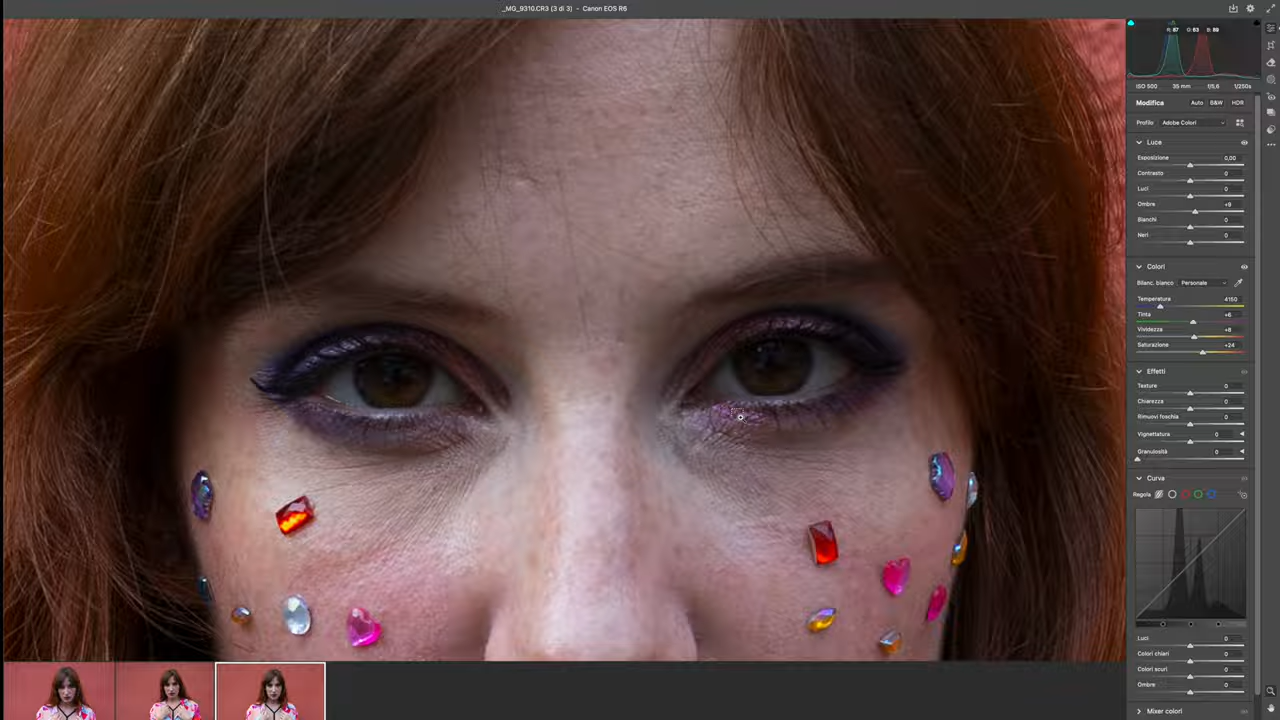 _MG_9310.CR3 (3 di 3) - Canon EOS R6
R: 87 G: 63 B: 89
ISO 500 35 mm f/5,6 1/250s
Modifica Auto B&W HDR
Profilo Adobe Colori
Luce
Esposizione 0,00
Contrasto 0
Luci 0
Ombre +9
Bianchi 0
Neri 0
Colori
Bilanc. bianco Personale
Temperatura 4150
Tinta +6
Vividezza +8
Saturazione +24
Effetti
Texture 0
Chiarezza 0
Rimuovi foschia 0
Vignettatura 0
Granulosità 0
Curva
Regola
Luci 0
Colori chiari 0
Colori scuri 0
Ombre 0
Mixer colori